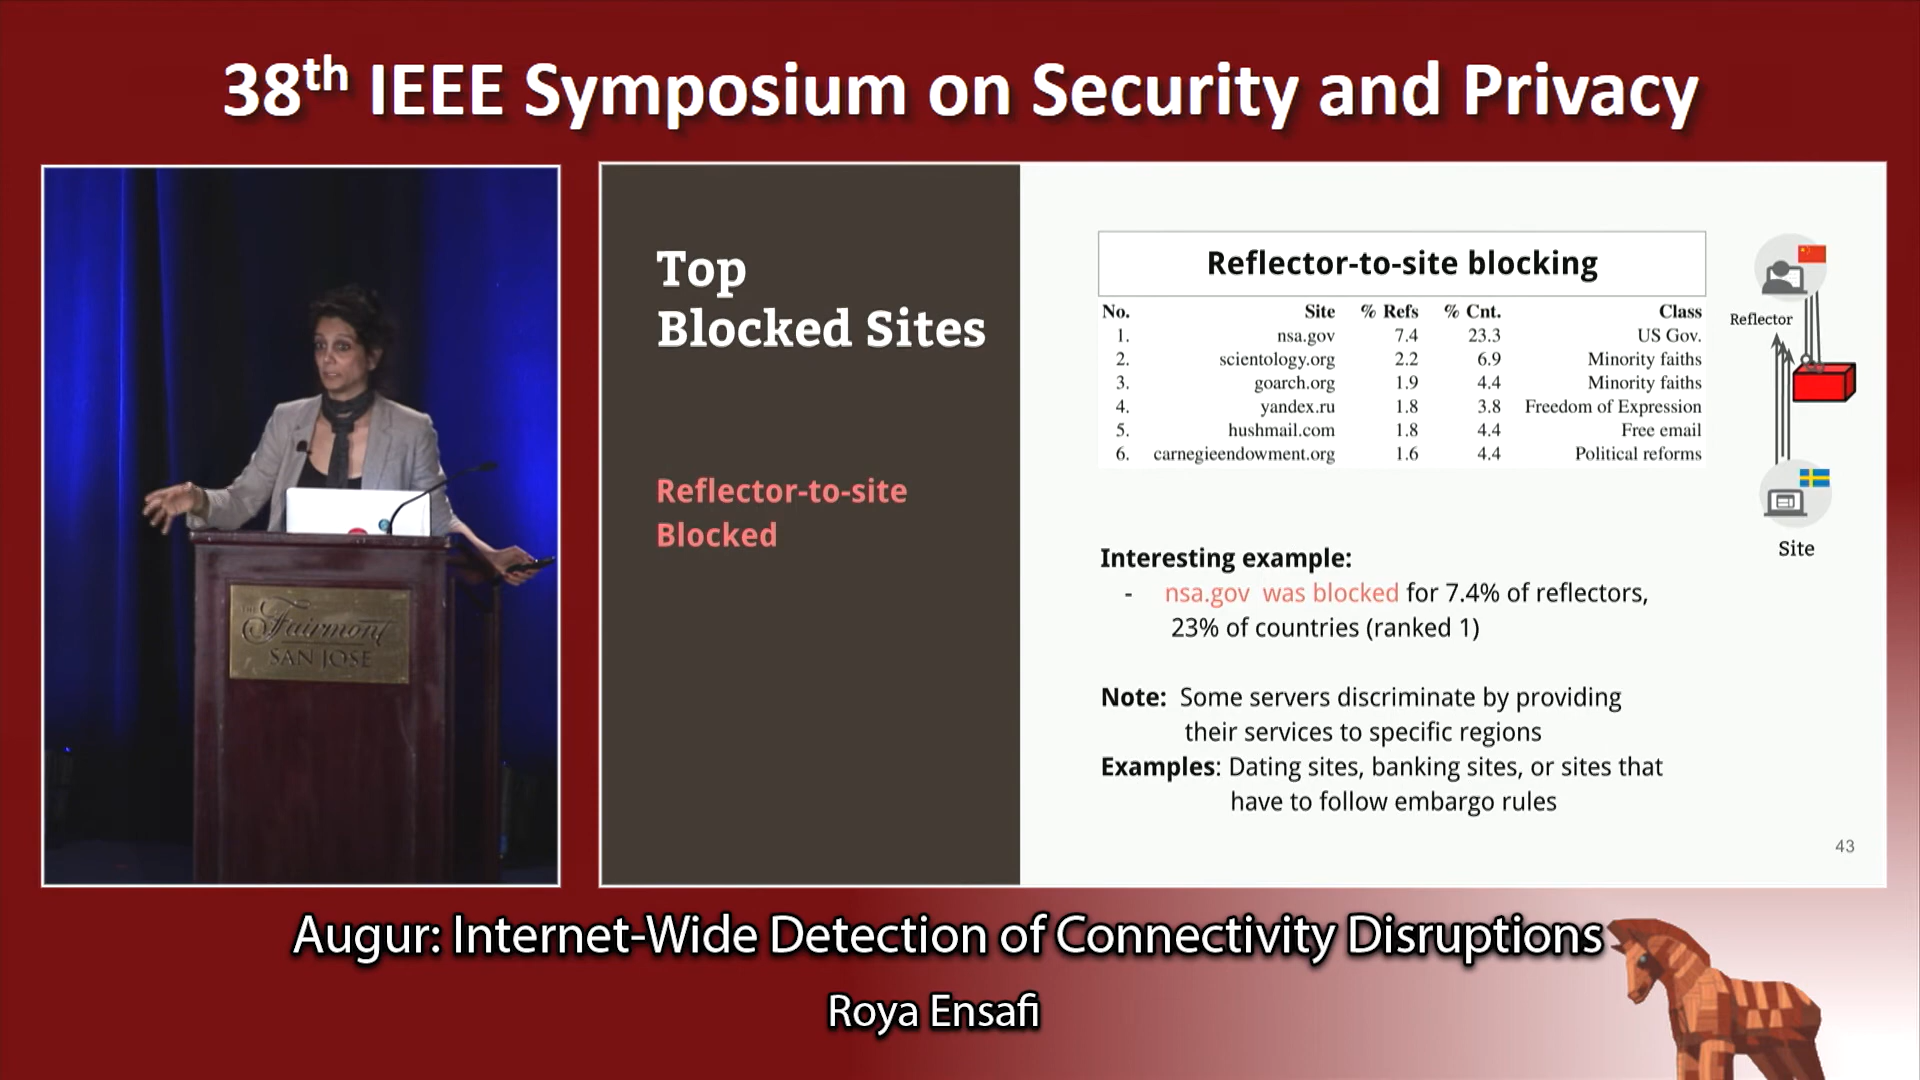 38th IEEE Symposium on Security and Privacy
Top
Blocked Sites
Reflector-to-site
Blocked
Reflector-to-site blocking
No. Site % Refs % Cnt. Class
1. nsa.gov 7.4 23.3 US Gov.
2. scientology.org 2.2 6.9 Minority faiths
3. goarch.org 1.9 4.4 Minority faiths
4. yandex.ru 1.8 3.8 Freedom of Expression
5. hushmail.com 1.8 4.4 Free email
6. carnegieendowment.org 1.6 4.4 Political reforms
Reflector
Site
Interesting example:
- nsa.gov was blocked for 7.4% of reflectors,
23% of countries (ranked 1)
Note: Some servers discriminate by providing
their services to specific regions
Examples: Dating sites, banking sites, or sites that
have to follow embargo rules
43
THE
Fairmont
SAN JOSE
Augur: Internet-Wide Detection of Connectivity Disruptions
Roya Ensafi